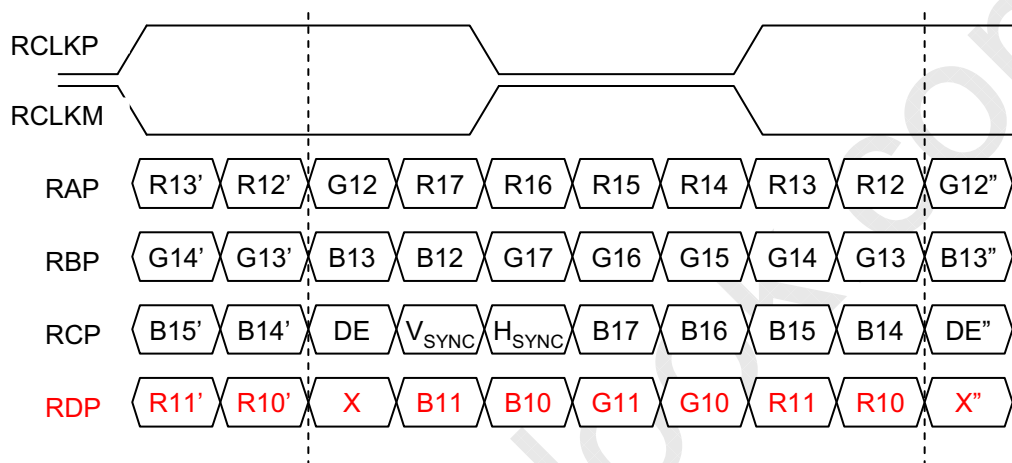 RCLKP
RCLKM
RAP R13’ R12’ G12 R17 R16 R15 R14 R13 R12 G12”
RBP G14’ G13’ B13 B12 G17 G16 G15 G14 G13 B13”
RCP B15’ B14’ DE VSYNC HSYNC B17 B16 B15 B14 DE”
RDP R11’ R10’ X B11 B10 G11 G10 R11 R10 X”